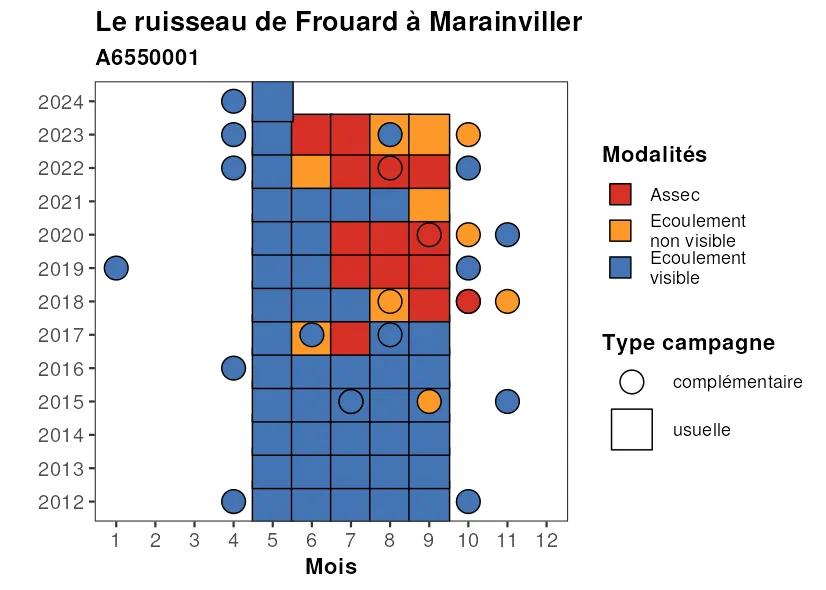 Le ruisseau de Frouard à Marainviller
A6550001
2024
2023
2022
2021
2020
2019
2018
2017
2016
2015
2014
2013
2012
1 2 3 4 5 6 7 8 9 10 11 12
Mois
Modalités
Assec
Ecoulement
non visible
Ecoulement
visible
Type campagne
complémentaire
usuelle